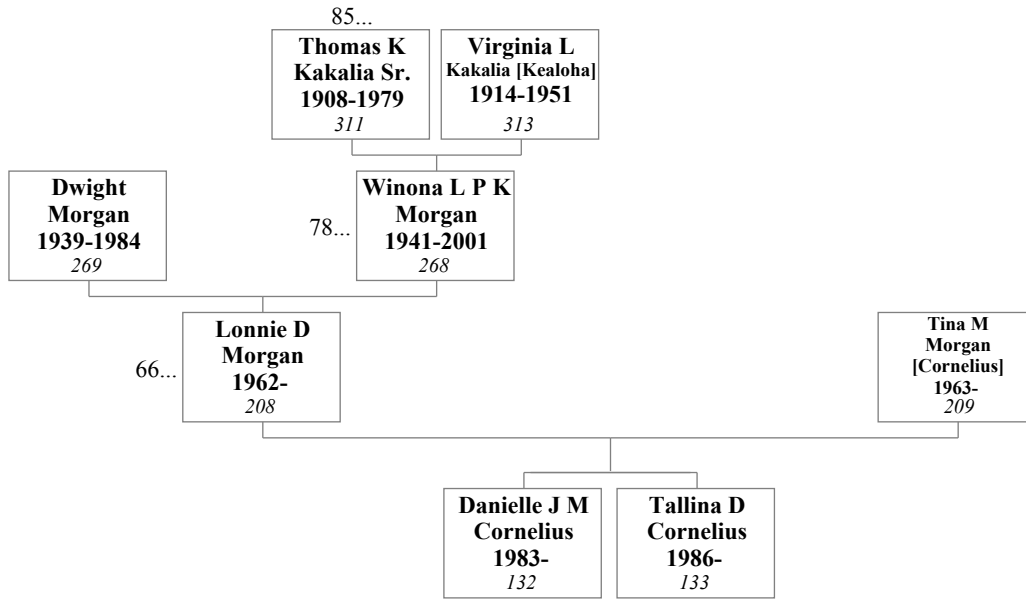 85...
Thomas K
Kakalia Sr.
1908-1979
311
Virginia L
Kakalia [Kealoha]
1914-1951
313
Dwight
Morgan
1939-1984
269
78...
Winona L P K
Morgan
1941-2001
268
66...
Lonnie D
Morgan
1962-
208
Tina M
Morgan
[Cornelius]
1963-
209
Danielle J M
Cornelius
1983-
132
Tallina D
Cornelius
1986-
133